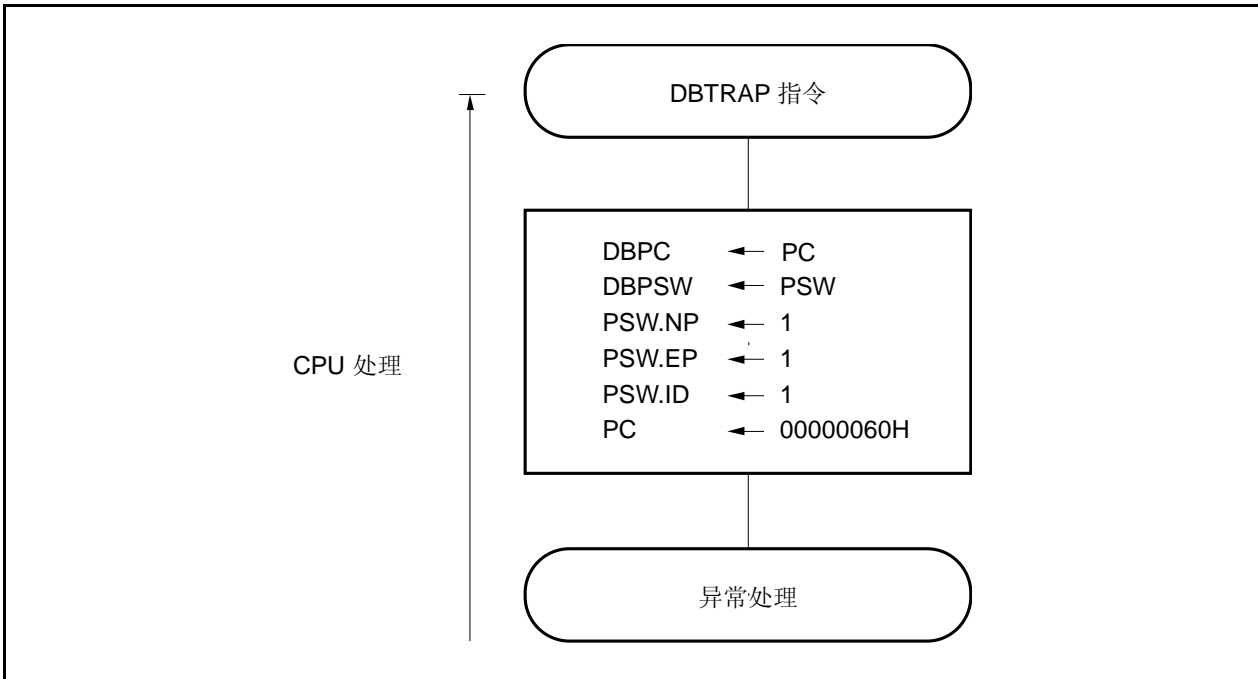 DBTRAP 指令
DBPC ← PC
DBPSW ← PSW
PSW.NP ← 1
PSW.EP ← 1
PSW.ID ← 1
PC ← 00000060H
CPU 处理
异常处理